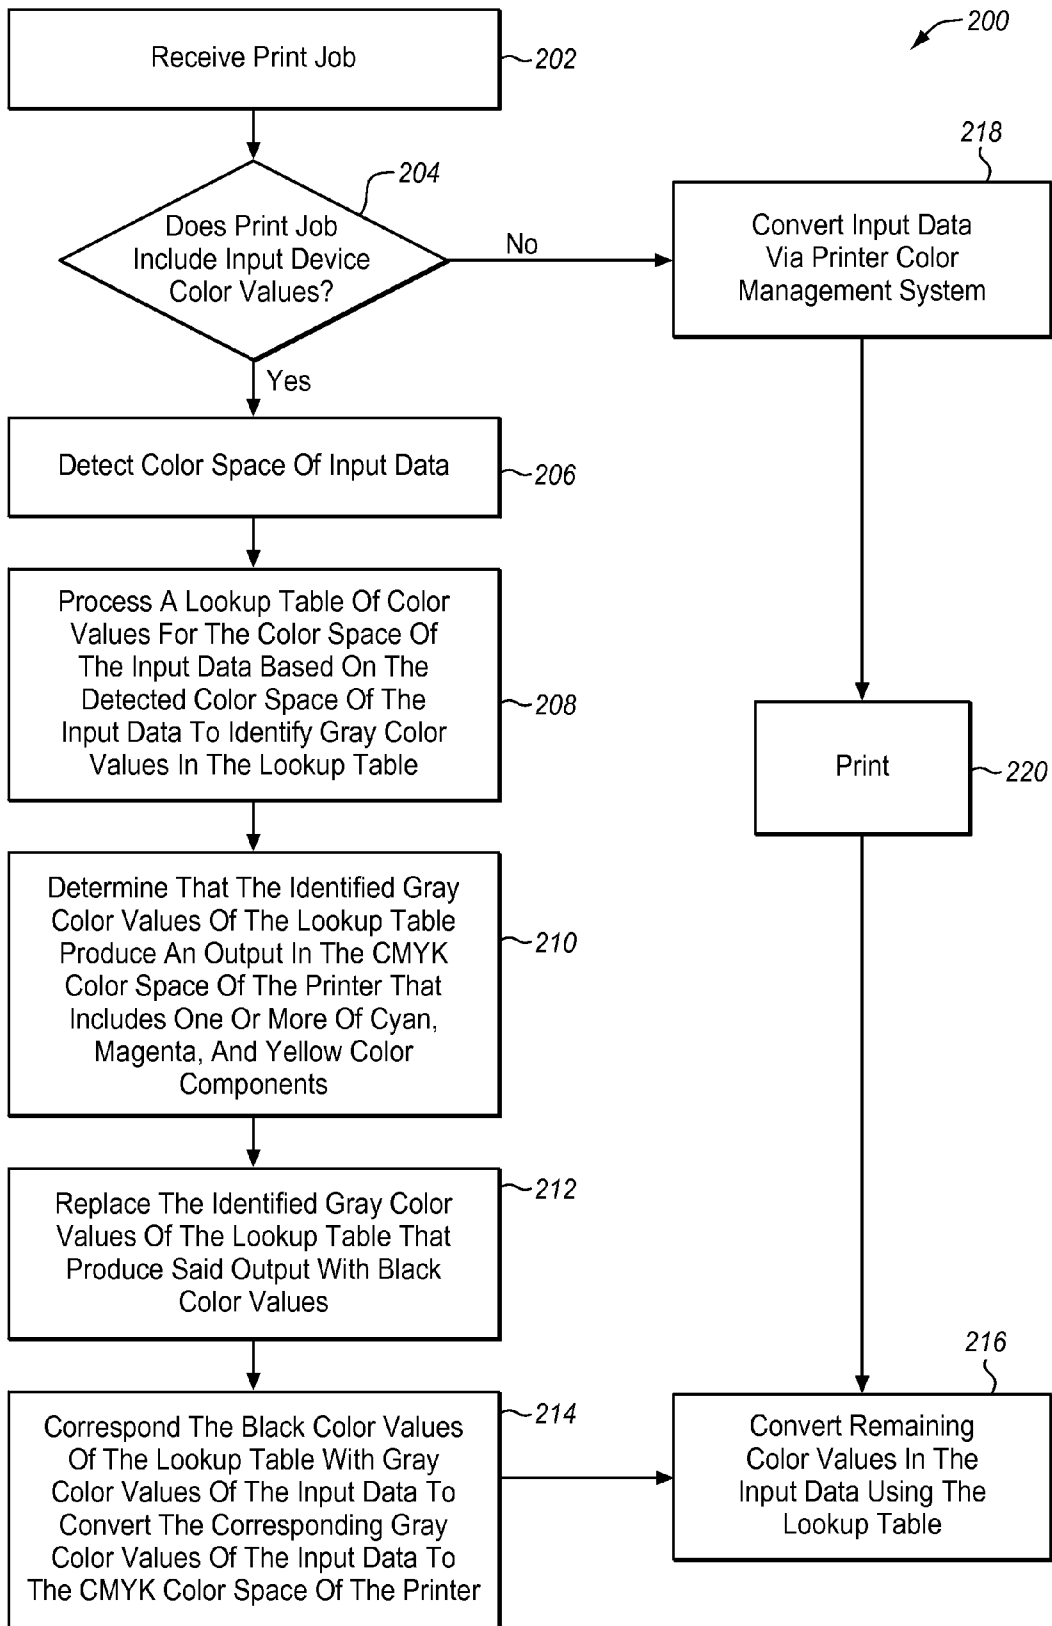 200
Receive Print Job
202
204
Does Print Job
Include Input Device
Color Values?
No
Yes
218
Convert Input Data
Via Printer Color
Management System
Detect Color Space Of Input Data
206
Process A Lookup Table Of Color
Values For The Color Space Of
The Input Data Based On The
Detected Color Space Of The
Input Data To Identify Gray Color
Values In The Lookup Table
208
Print
220
Determine That The Identified Gray
Color Values Of The Lookup Table
Produce An Output In The CMYK
Color Space Of The Printer That
Includes One Or More Of Cyan,
Magenta, And Yellow Color
Components
210
Replace The Identified Gray Color
Values Of The Lookup Table That
Produce Said Output With Black
Color Values
212
Correspond The Black Color Values
Of The Lookup Table With Gray
Color Values Of The Input Data To
Convert The Corresponding Gray
Color Values Of The Input Data To
The CMYK Color Space Of The Printer
214
216
Convert Remaining
Color Values In The
Input Data Using The
Lookup Table